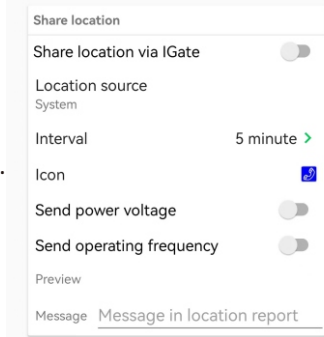 Share location
Share location via IGate
Location source
System
Interval 5 minute >
Icon
Send power voltage
Send operating frequency
Preview
Message Message in location report